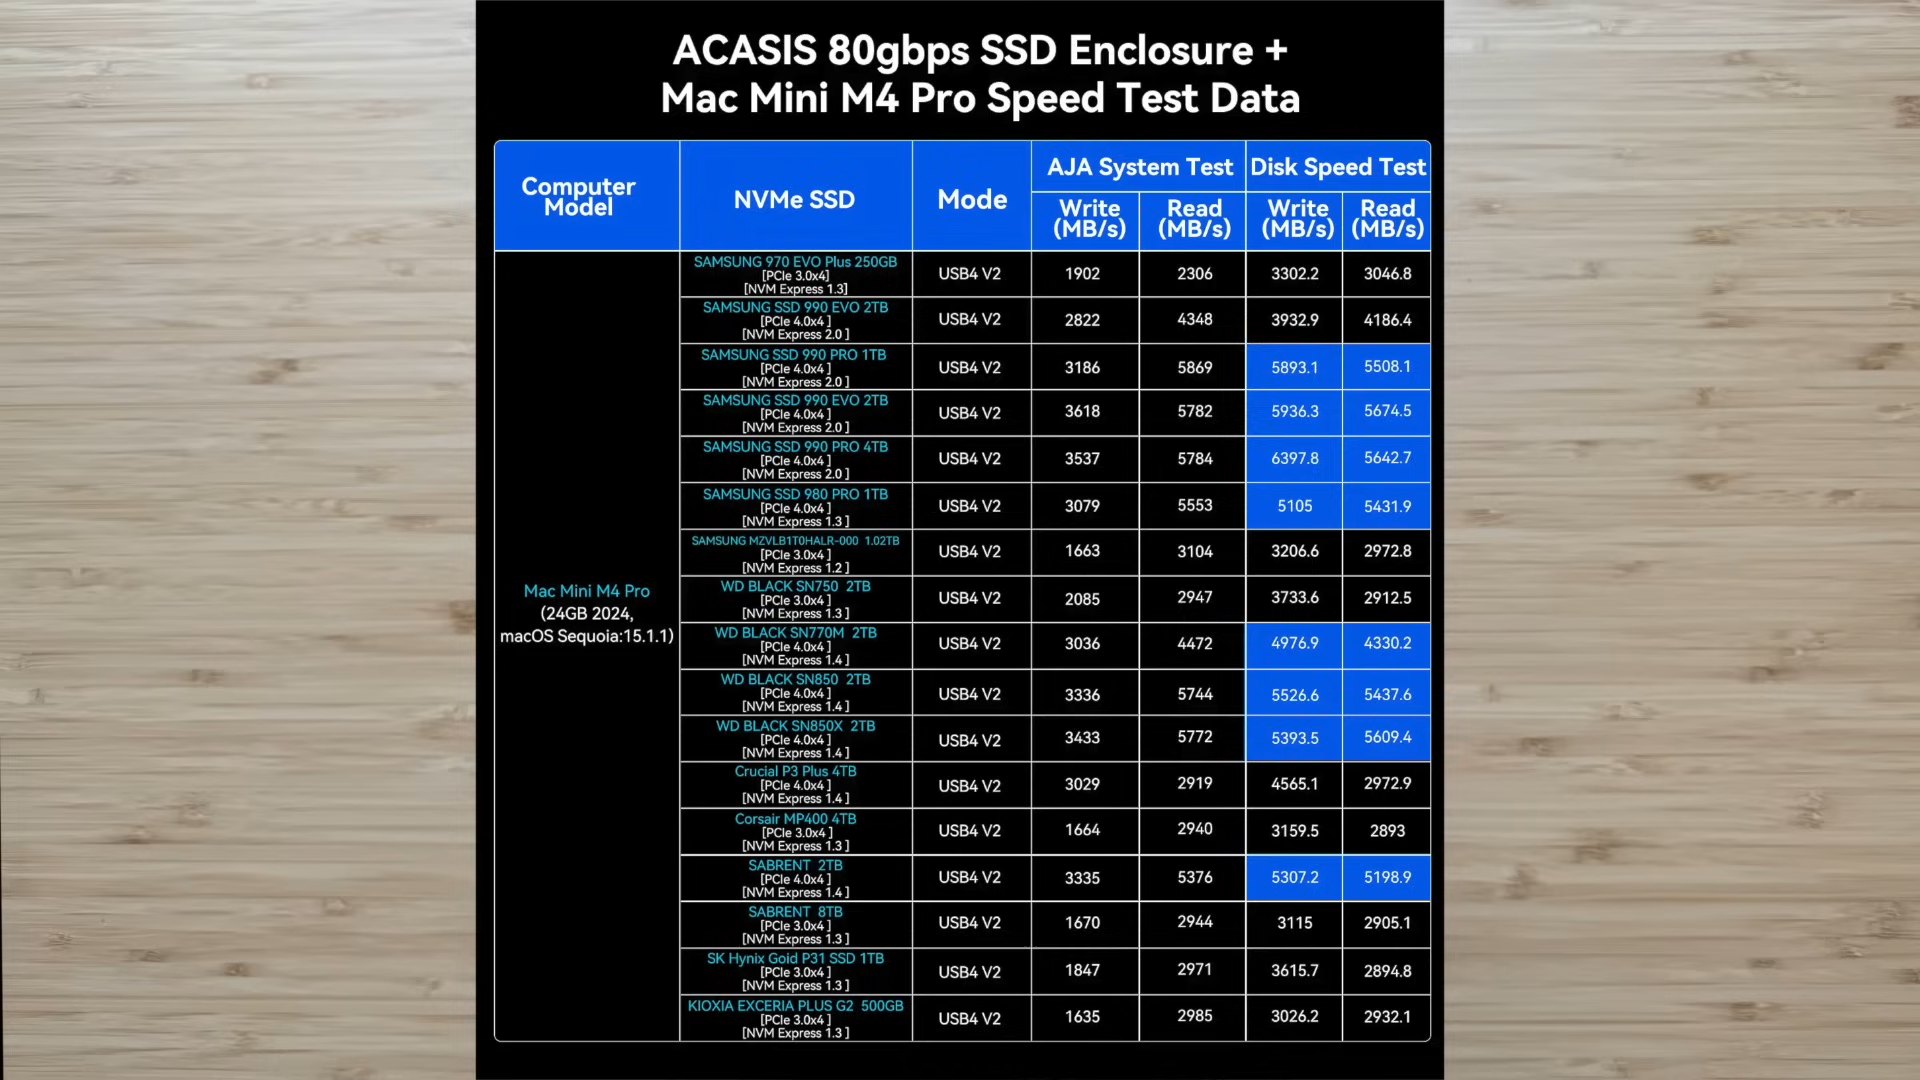 ACASIS 80gbps SSD Enclosure +
Mac Mini M4 Pro Speed Test Data
Computer Model
NVMe SSD
Mode
AJA System Test
Disk Speed Test
Write (MB/s)
Read (MB/s)
Write (MB/s)
Read (MB/s)
Mac Mini M4 Pro
(24GB 2024,
macOS Sequoia:15.1.1)
SAMSUNG 970 EVO Plus 250GB
[PCIe 3.0x4]
[NVM Express 1.3]
USB4 V2 1902 2306 3302.2 3046.8
SAMSUNG SSD 990 EVO 2TB
[PCIe 4.0x4 ]
[NVM Express 2.0 ]
USB4 V2 2822 4348 3932.9 4186.4
SAMSUNG SSD 990 PRO 1TB
[PCIe 4.0x4 ]
[NVM Express 2.0 ]
USB4 V2 3186 5869 5893.1 5508.1
SAMSUNG SSD 990 EVO 2TB
[PCIe 4.0x4 ]
[NVM Express 2.0 ]
USB4 V2 3618 5782 5936.3 5674.5
SAMSUNG SSD 990 PRO 4TB
[PCIe 4.0x4 ]
[NVM Express 2.0 ]
USB4 V2 3537 5784 6397.8 5642.7
SAMSUNG SSD 980 PRO 1TB
[PCIe 4.0x4 ]
[NVM Express 1.3 ]
USB4 V2 3079 5553 5105 5431.9
SAMSUNG MZVLB1T0HALR-000 1.02TB
[PCIe 3.0x4 ]
[NVM Express 1.2 ]
USB4 V2 1663 3104 3206.6 2972.8
WD BLACK SN750 2TB
[PCIe 3.0x4 ]
[NVM Express 1.3 ]
USB4 V2 2085 2947 3733.6 2912.5
WD BLACK SN770M 2TB
[PCIe 4.0x4 ]
[NVM Express 1.4 ]
USB4 V2 3036 4472 4976.9 4330.2
WD BLACK SN850 2TB
[PCIe 4.0x4 ]
[NVM Express 1.4 ]
USB4 V2 3336 5744 5526.6 5437.6
WD BLACK SN850X 2TB
[PCIe 4.0x4 ]
[NVM Express 1.4 ]
USB4 V2 3433 5772 5393.5 5609.4
Crucial P3 Plus 4TB
[PCIe 4.0x4 ]
[NVM Express 1.4 ]
USB4 V2 3029 2919 4565.1 2972.9
Corsair MP400 4TB
[PCIe 3.0x4 ]
[NVM Express 1.3 ]
USB4 V2 1664 2940 3159.5 2893
SABRENT 2TB
[PCIe 4.0x4 ]
[NVM Express 1.4 ]
USB4 V2 3335 5376 5307.2 5198.9
SABRENT 8TB
[PCIe 3.0x4 ]
[NVM Express 1.3 ]
USB4 V2 1670 2944 3115 2905.1
SK Hynix Goid P31 SSD 1TB
[PCIe 3.0x4 ]
[NVM Express 1.3 ]
USB4 V2 1847 2971 3615.7 2894.8
KIOXIA EXCERIA PLUS G2 500GB
[PCIe 3.0x4 ]
[NVM Express 1.3 ]
USB4 V2 1635 2985 3026.2 2932.1